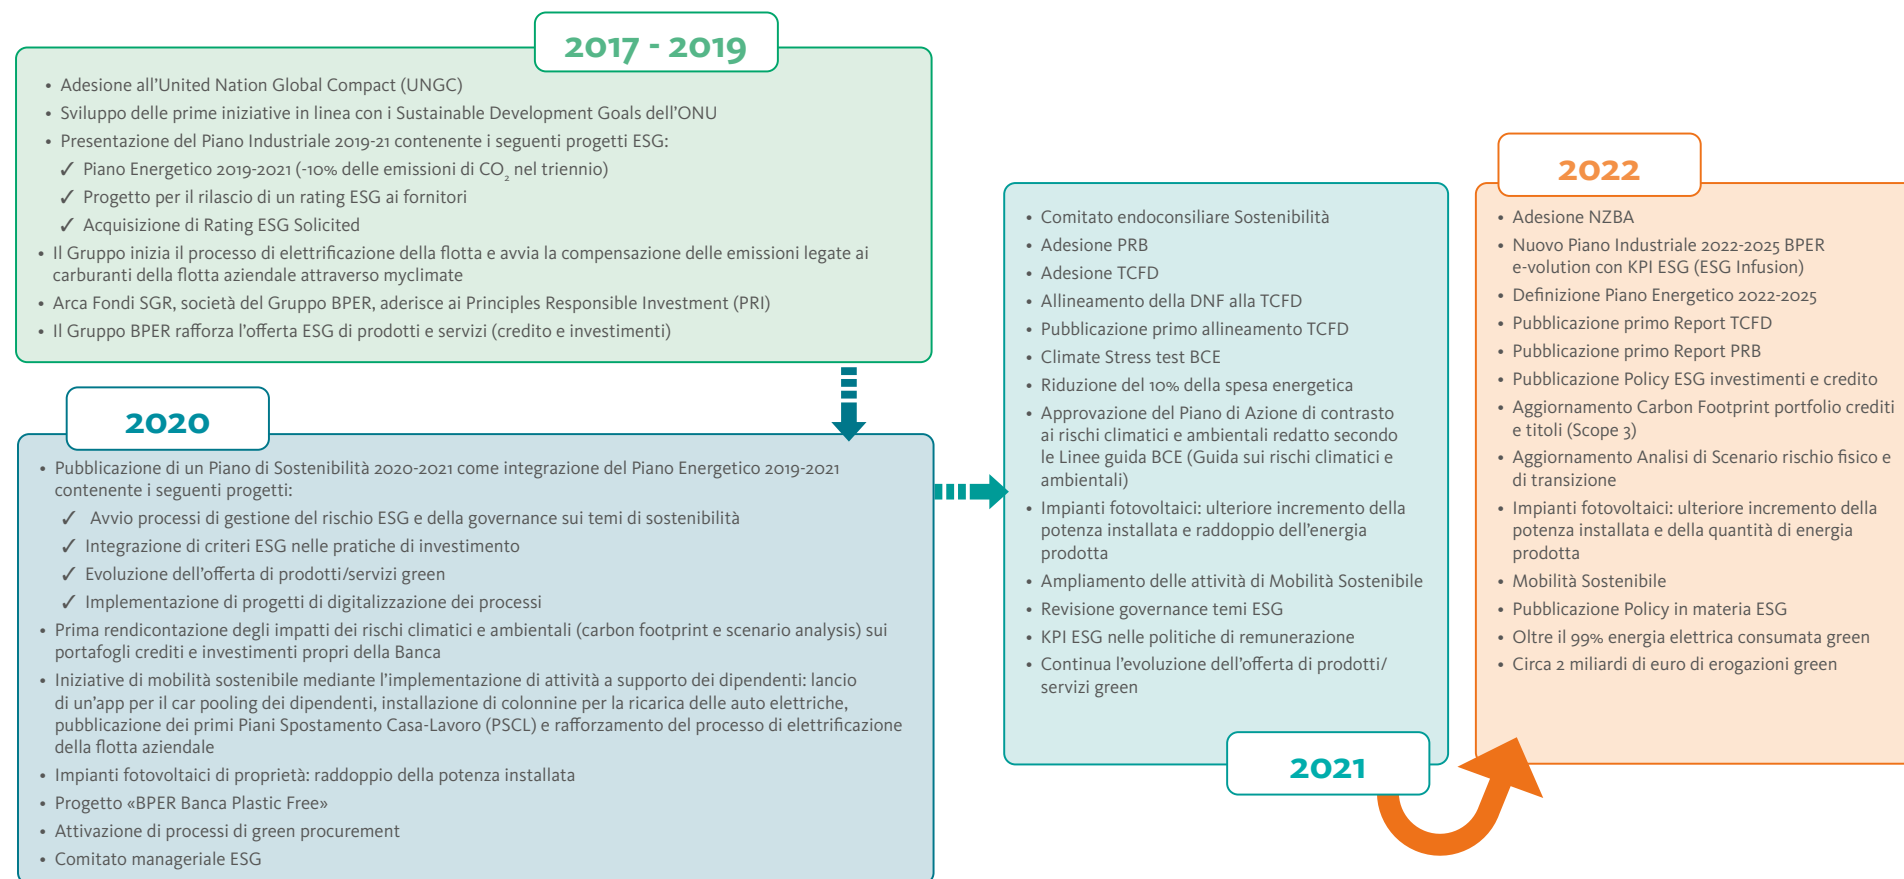 2017 - 2019
• Adesione all'United Nation Global Compact (UNGC)
• Sviluppo delle prime iniziative in linea con i Sustainable Development Goals dell'ONU
• Presentazione del Piano Industriale 2019-21 contenente i seguenti progetti ESG:
✓ Piano Energetico 2019-2021 (-10% delle emissioni di CO₂ nel triennio)
✓ Progetto per il rilascio di un rating ESG ai fornitori
✓ Acquisizione di Rating ESG Solicited
• Il Gruppo inizia il processo di elettrificazione della flotta e avvia la compensazione delle emissioni legate ai
carburanti della flotta aziendale attraverso myclimate
• Arca Fondi SGR, società del Gruppo BPER, aderisce ai Principles Responsible Investment (PRI)
• Il Gruppo BPER rafforza l'offerta ESG di prodotti e servizi (credito e investimenti)
2020
• Pubblicazione di un Piano di Sostenibilità 2020-2021 come integrazione del Piano Energetico 2019-2021
contenente i seguenti progetti:
✓ Avvio processi di gestione del rischio ESG e della governance sui temi di sostenibilità
✓ Integrazione di criteri ESG nelle pratiche di investimento
✓ Evoluzione dell'offerta di prodotti/servizi green
✓ Implementazione di progetti di digitalizzazione dei processi
• Prima rendicontazione degli impatti dei rischi climatici e ambientali (carbon footprint e scenario analysis) sui
portafogli crediti e investimenti propri della Banca
• Iniziative di mobilità sostenibile mediante l'implementazione di attività a supporto dei dipendenti: lancio
di un'app per il car pooling dei dipendenti, installazione di colonnine per la ricarica delle auto elettriche,
pubblicazione dei primi Piani Spostamento Casa-Lavoro (PSCL) e rafforzamento del processo di elettrificazione
della flotta aziendale
• Impianti fotovoltaici di proprietà: raddoppio della potenza installata
• Progetto «BPER Banca Plastic Free»
• Attivazione di processi di green procurement
• Comitato manageriale ESG
• Comitato endoconsiliare Sostenibilità
• Adesione PRB
• Adesione TCFD
• Allineamento della DNF alla TCFD
• Pubblicazione primo allineamento TCFD
• Climate Stress test BCE
• Riduzione del 10% della spesa energetica
• Approvazione del Piano di Azione di contrasto
ai rischi climatici e ambientali redatto secondo
le Linee guida BCE (Guida sui rischi climatici e
ambientali)
• Impianti fotovoltaici: ulteriore incremento della
potenza installata e raddoppio dell'energia
prodotta
• Ampliamento delle attività di Mobilità Sostenibile
• Revisione governance temi ESG
• KPI ESG nelle politiche di remunerazione
• Continua l'evoluzione dell'offerta di prodotti/
servizi green
2021
2022
• Adesione NZBA
• Nuovo Piano Industriale 2022-2025 BPER
e-volution con KPI ESG (ESG Infusion)
• Definizione Piano Energetico 2022-2025
• Pubblicazione primo Report TCFD
• Pubblicazione primo Report PRB
• Pubblicazione Policy ESG investimenti e credito
• Aggiornamento Carbon Footprint portfolio crediti
e titoli (Scope 3)
• Aggiornamento Analisi di Scenario rischio fisico e
di transizione
• Impianti fotovoltaici: ulteriore incremento della
potenza installata e della quantità di energia
prodotta
• Mobilità Sostenibile
• Pubblicazione Policy in materia ESG
• Oltre il 99% energia elettrica consumata green
• Circa 2 miliardi di euro di erogazioni green